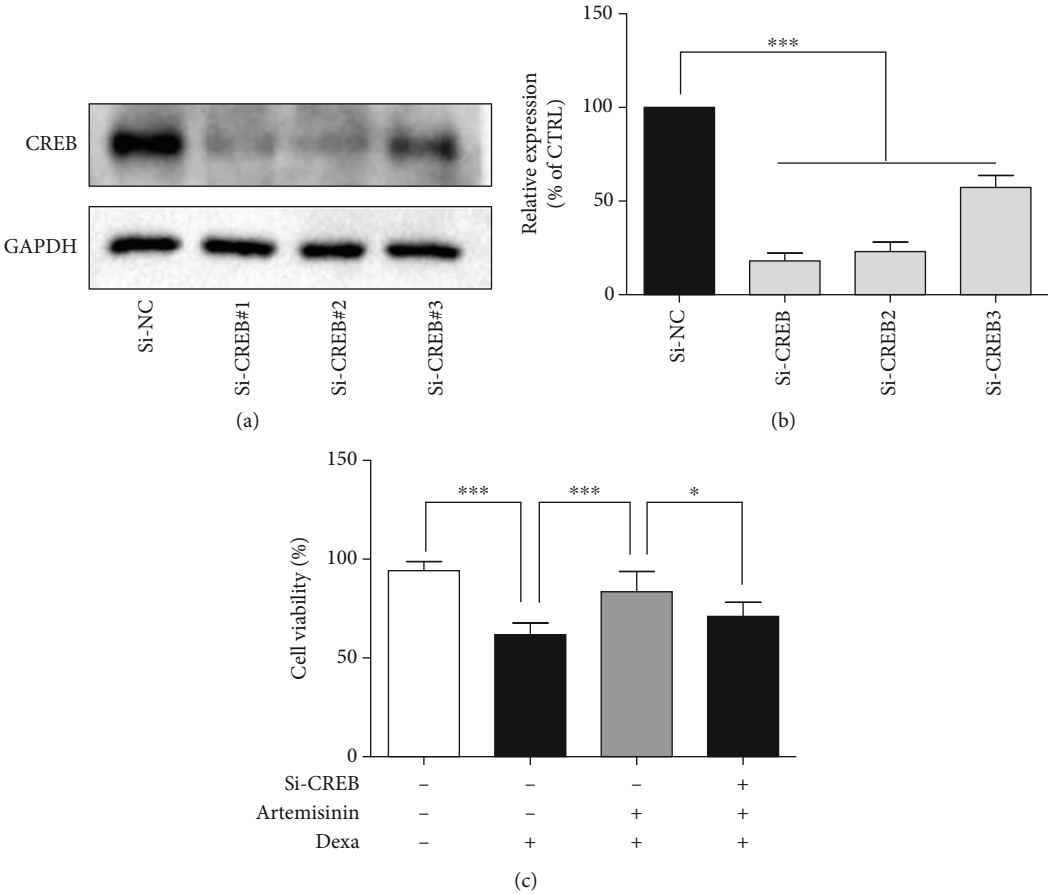 CREB
GAPDH
Si-NC
Si-CREB#1
Si-CREB#2
Si-CREB#3
(a)
Relative expression
(% of CTRL)
150
100
50
0
***
Si-NC
Si-CREB
Si-CREB2
Si-CREB3
(b)
Cell viability (%)
150
100
50
0
*** *** *
Si-CREB – – – +
Artemisinin – – + +
Dexa – + + +
(c)